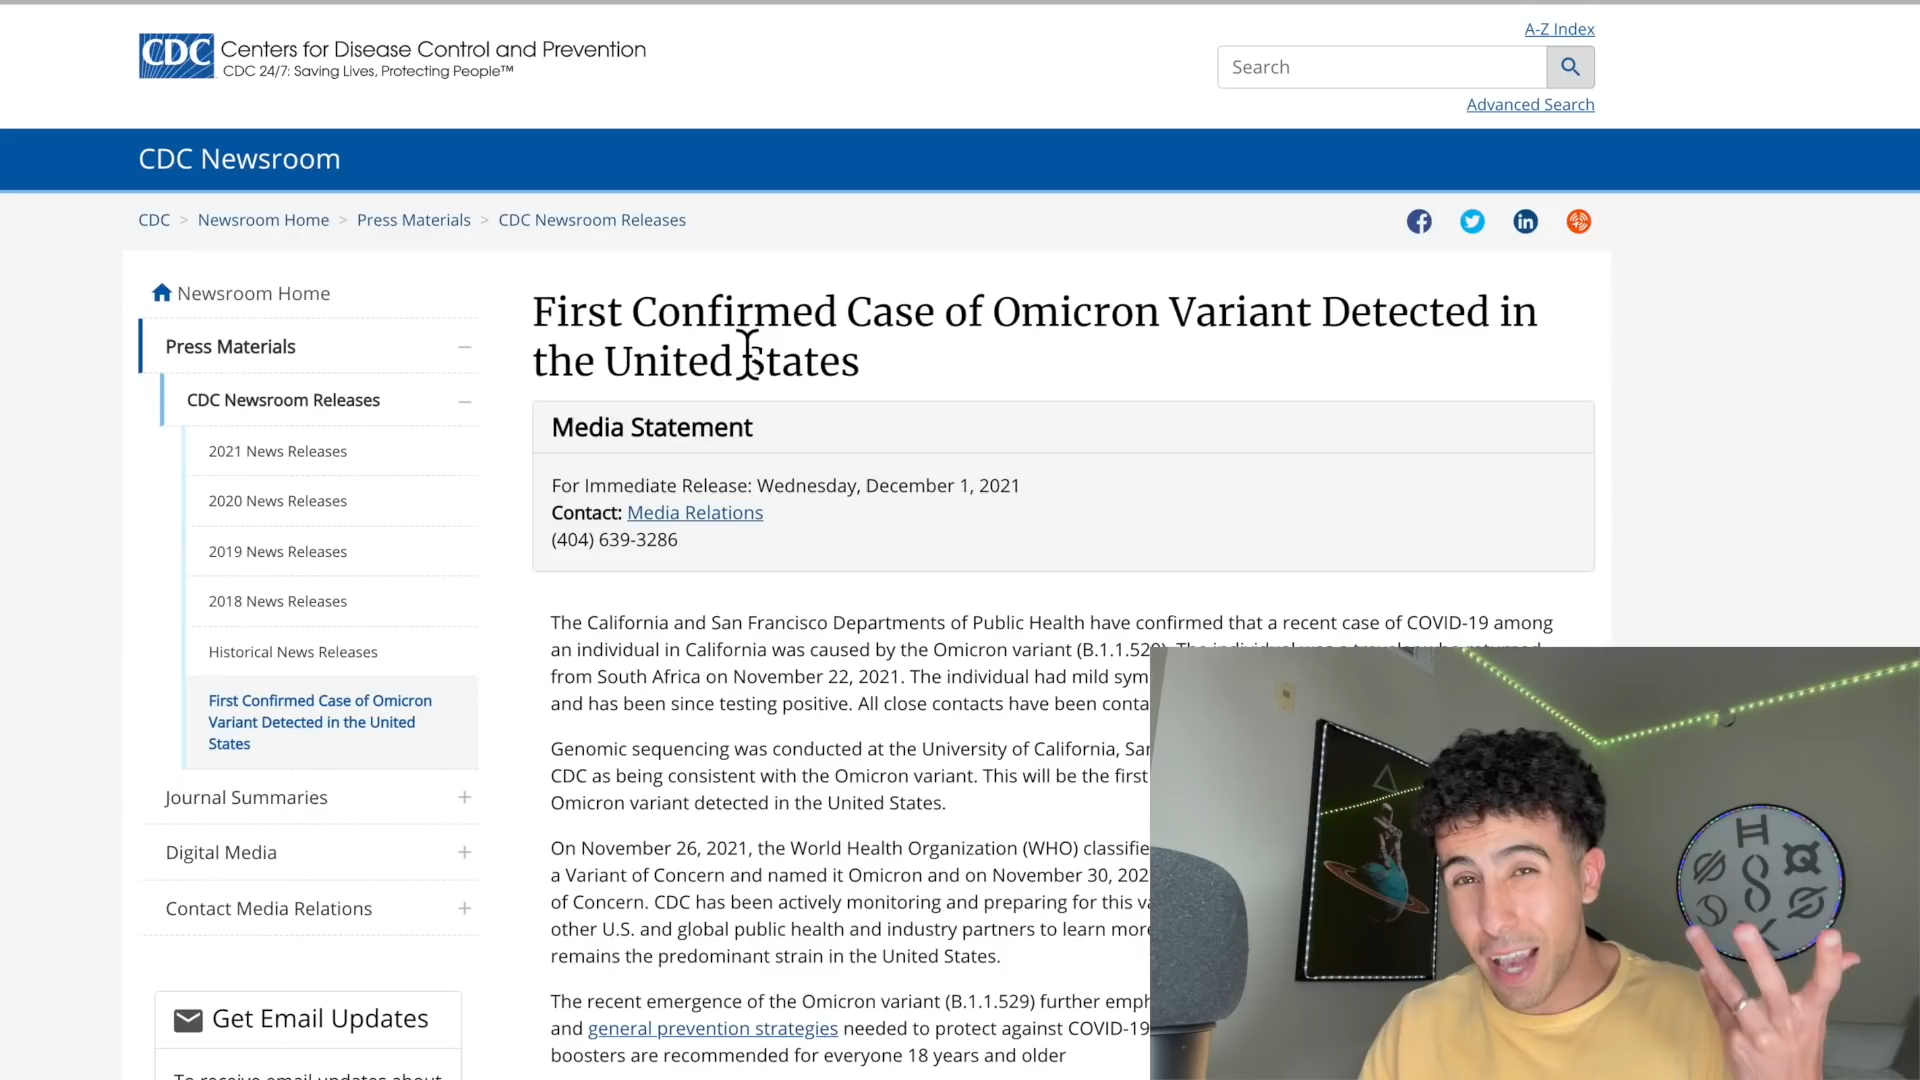 A-Z Index
CDC Centers for Disease Control and Prevention
CDC 24/7: Saving Lives, Protecting People™
Search
Advanced Search
CDC Newsroom
CDC > Newsroom Home > Press Materials > CDC Newsroom Releases
Newsroom Home
Press Materials
CDC Newsroom Releases
2021 News Releases
2020 News Releases
2019 News Releases
2018 News Releases
Historical News Releases
First Confirmed Case of Omicron
Variant Detected in the United
States
Journal Summaries
Digital Media
Contact Media Relations
Get Email Updates
To receive email updates about
First Confirmed Case of Omicron Variant Detected in
the United States
Media Statement
For Immediate Release: Wednesday, December 1, 2021
Contact: Media Relations
(404) 639-3286
The California and San Francisco Departments of Public Health have confirmed that a recent case of COVID-19 among
an individual in California was caused by the Omicron variant (B.1.1.529). The individual was a traveler who returned
from South Africa on November 22, 2021. The individual had mild sym
and has been since testing positive. All close contacts have been conta
Genomic sequencing was conducted at the University of California, Sa
CDC as being consistent with the Omicron variant. This will be the first
Omicron variant detected in the United States.
On November 26, 2021, the World Health Organization (WHO) classifie
a Variant of Concern and named it Omicron and on November 30, 202
of Concern. CDC has been actively monitoring and preparing for this va
other U.S. and global public health and industry partners to learn more
remains the predominant strain in the United States.
The recent emergence of the Omicron variant (B.1.1.529) further emph
and general prevention strategies needed to protect against COVID-19
boosters are recommended for everyone 18 years and older